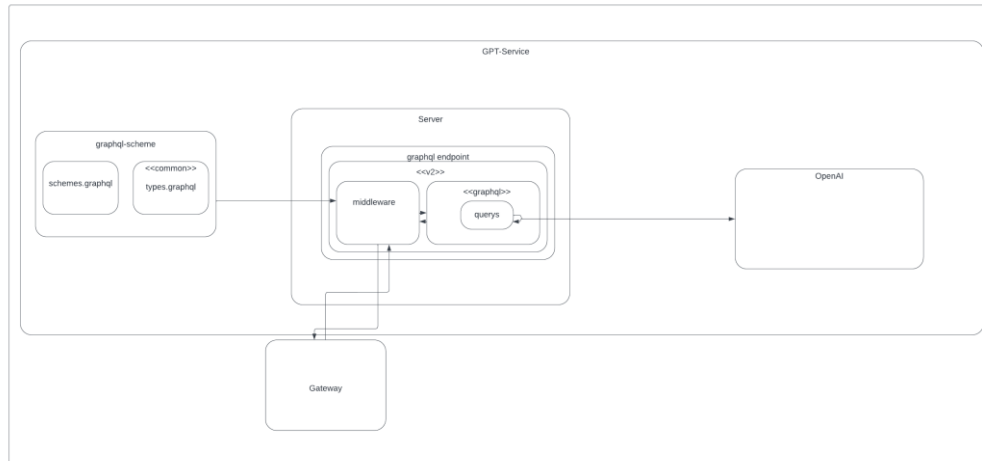 GPT-Service
Server
graphql-scheme
graphql endpoint
<<v2>>
<<common>>
schemes.graphql
types.graphql
middleware
<<graphql>>
querys
OpenAI
Gateway